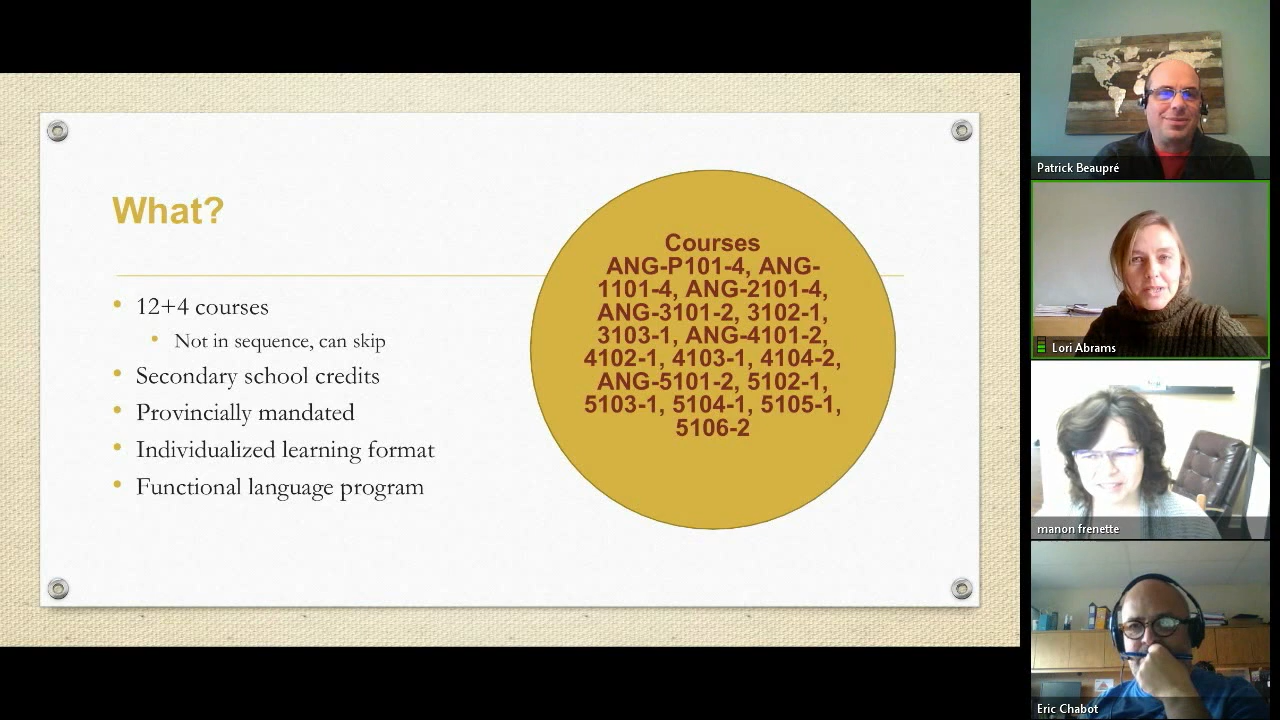 What?
12+4 courses
Not in sequence, can skip
Secondary school credits
Provincially mandated
Individualized learning format
Functional language program
Courses
ANG-P101-4, ANG-
1101-4, ANG-2101-4,
ANG-3101-2, 3102-1,
3103-1, ANG-4101-2,
4102-1, 4103-1, 4104-2,
ANG-5101-2, 5102-1,
5103-1, 5104-1, 5105-1,
5106-2
Patrick Beaupré
Lori Abrams
manon frenette
Eric Chabot